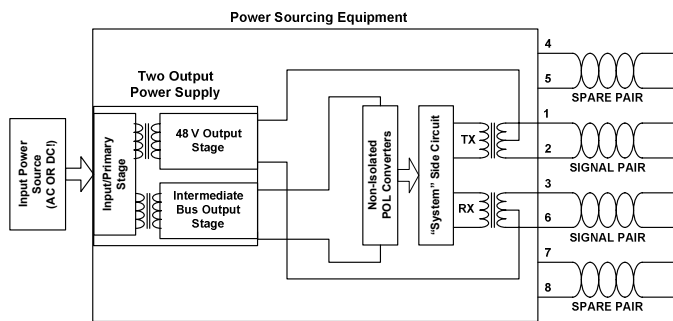 Power Sourcing Equipment
Two Output
Power Supply
Input Power
Source
(AC OR DC!)
Input/Primary
Stage
48 V Output
Stage
Intermediate
Bus Output
Stage
Non-Isolated
POL Converters
"System" Side Circuit
TX
RX
4
5
SPARE PAIR
1
2
SIGNAL PAIR
3
6
SIGNAL PAIR
7
8
SPARE PAIR